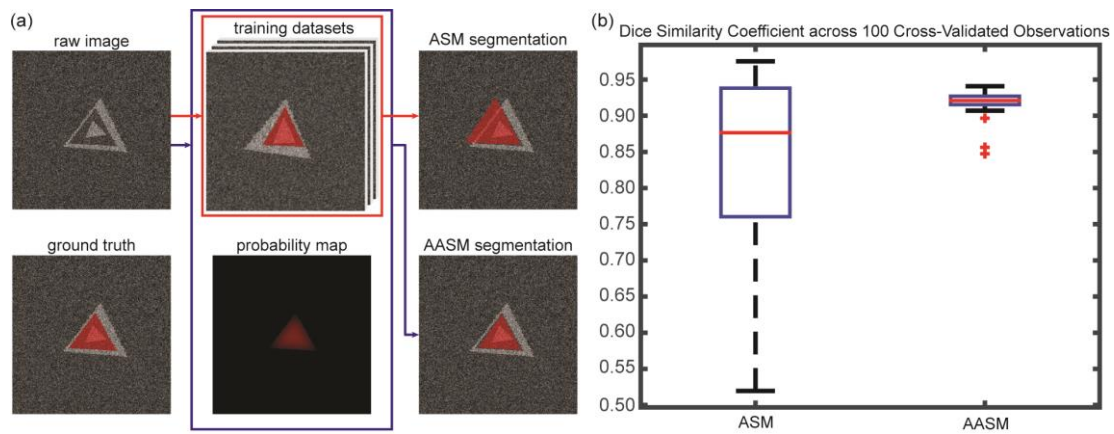 (a)
raw image
training datasets
ASM segmentation
ground truth
probability map
AASM segmentation
(b)
Dice Similarity Coefficient across 100 Cross-Validated Observations
0.95
0.90
0.85
0.80
0.75
0.70
0.65
0.60
0.55
0.50
ASM
AASM